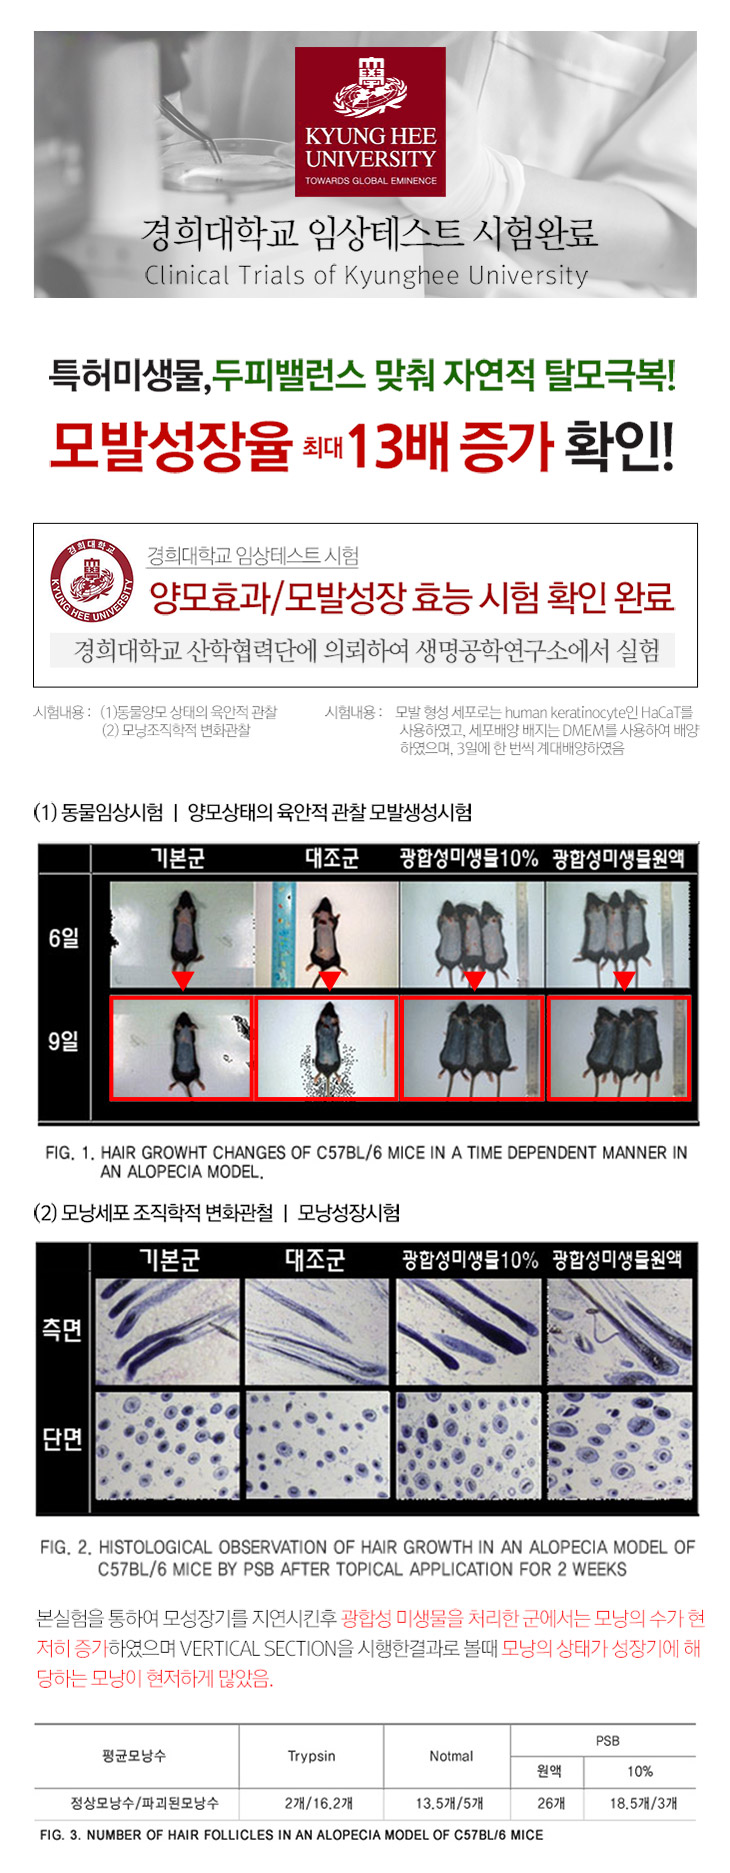 KYUNG HEE
UNIVERSITY
TOWARDS GLOBAL EMINENCE
경희대학교 임상테스트 시험완료
Clinical Trials of Kyunghee University
특허미생물,두피밸런스 맞춰 자연적 탈모극복!
모발성장율 최대 13배 증가 확인!
경희대학교
KYUNG HEE UNIVERSITY
경희대학교 임상테스트 시험
양모효과/모발성장 효능 시험 확인 완료
경희대학교 산학협력단에 의뢰하여 생명공학연구소에서 실험
시험내용 : (1)동물양모 상태의 육안적 관찰
(2) 모낭조직학적 변화관찰
시험내용 : 모발 형성 세포로는 human keratinocyte인 HaCaT를
사용하였고, 세포배양 배지는 DMEM를 사용하여 배양
하였으며, 3일에 한 번씩 계대배양하였음
(1) 동물임상시험 | 양모상태의 육안적 관찰 모발생성시험
기본군 대조군 광합성미생물10% 광합성미생물원액
6일
9일
FIG. 1. HAIR GROWHT CHANGES OF C57BL/6 MICE IN A TIME DEPENDENT MANNER IN
AN ALOPECIA MODEL.
(2) 모낭세포 조직학적 변화관철 | 모낭성장시험
기본군 대조군 광합성미생물10% 광합성미생물원액
측면
단면
FIG. 2. HISTOLOGICAL OBSERVATION OF HAIR GROWTH IN AN ALOPECIA MODEL OF
C57BL/6 MICE BY PSB AFTER TOPICAL APPLICATION FOR 2 WEEKS
본실험을 통하여 모성장기를 지연시킨후 광합성 미생물을 처리한 군에서는 모낭의 수가 현
저히 증가하였으며 VERTICAL SECTION을 시행한결과로 볼때 모낭의 상태가 성장기에 해
당하는 모낭이 현저하게 많았음.
평균모낭수 Trypsin Notmal PSB
원액 10%
정상모낭수/파괴된모낭수 2개/16.2개 13.5개/5개 26개 18.5개/3개
FIG. 3. NUMBER OF HAIR FOLLICLES IN AN ALOPECIA MODEL OF C57BL/6 MICE